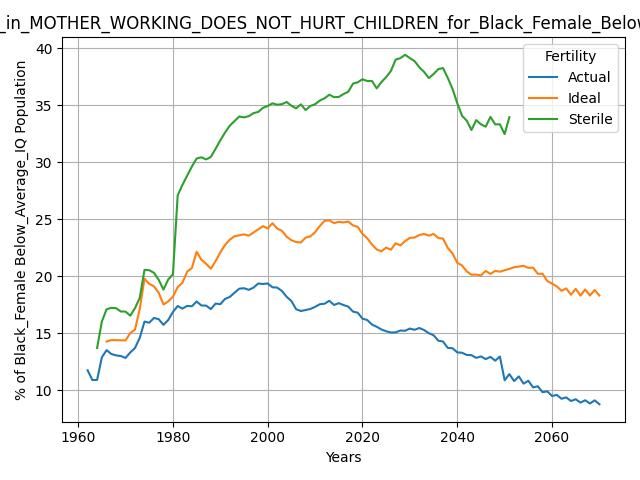 _in_MOTHER_WORKING_DOES_NOT_HURT_CHILDREN_for_Black_Female_Below
% of Black_Female Below_Average_IQ Population
40
35
30
25
20
15
10
Fertility
Actual
Ideal
Sterile
1960 1980 2000 2020 2040 2060
Years